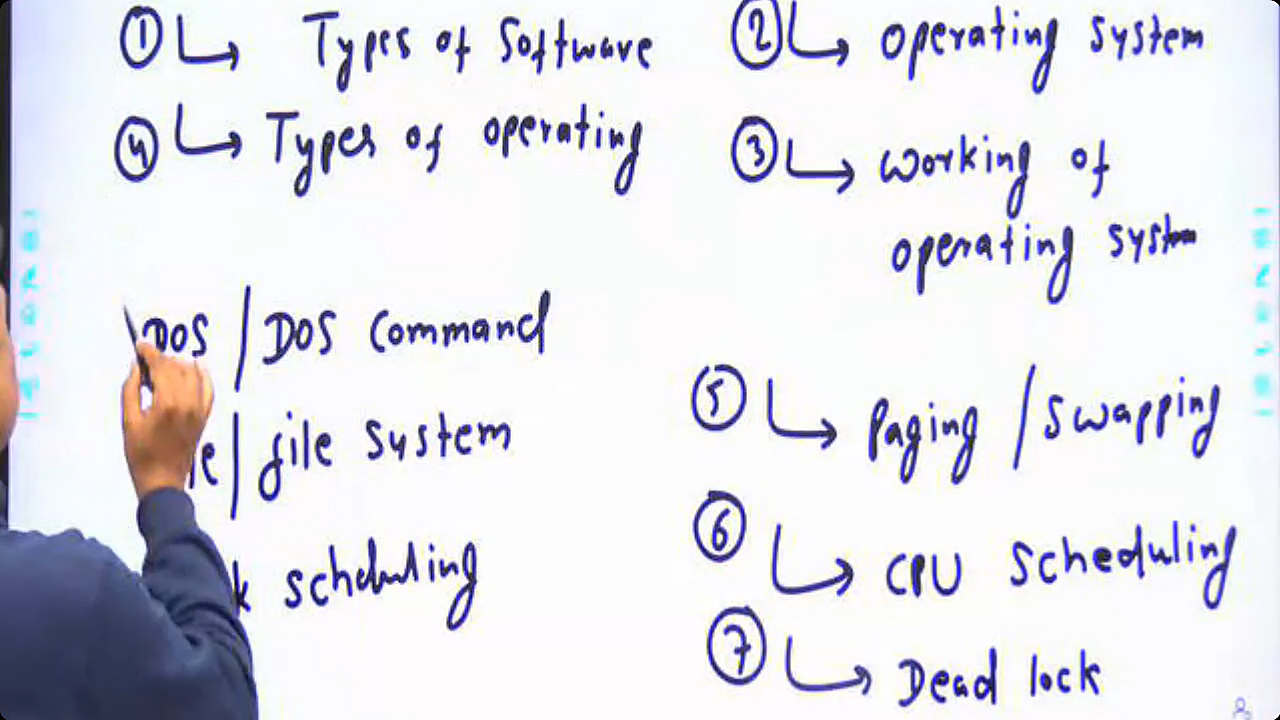 ① Types of Software
④ Types of operating
DOS / DOS Command
/ file system
scheduling
② operating system
③ working of
operating system
⑤ Paging / swapping
⑥ CPU Scheduling
⑦ Dead lock